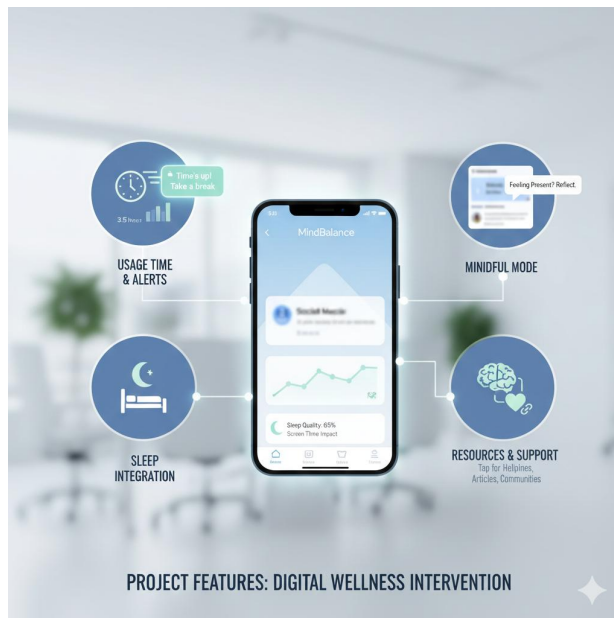 Time's up!
Take a break
3.5 hours
USAGE TIME
& ALERTS
Feeling Present? Reflect.
MINIDFUL MODE
MindBalance
Sleep Quality: 65%
Screen Time Impact
SLEEP
INTEGRATION
RESOURCES & SUPPORT
Tap for Helplines,
Articles, Communities
PROJECT FEATURES: DIGITAL WELLNESS INTERVENTION